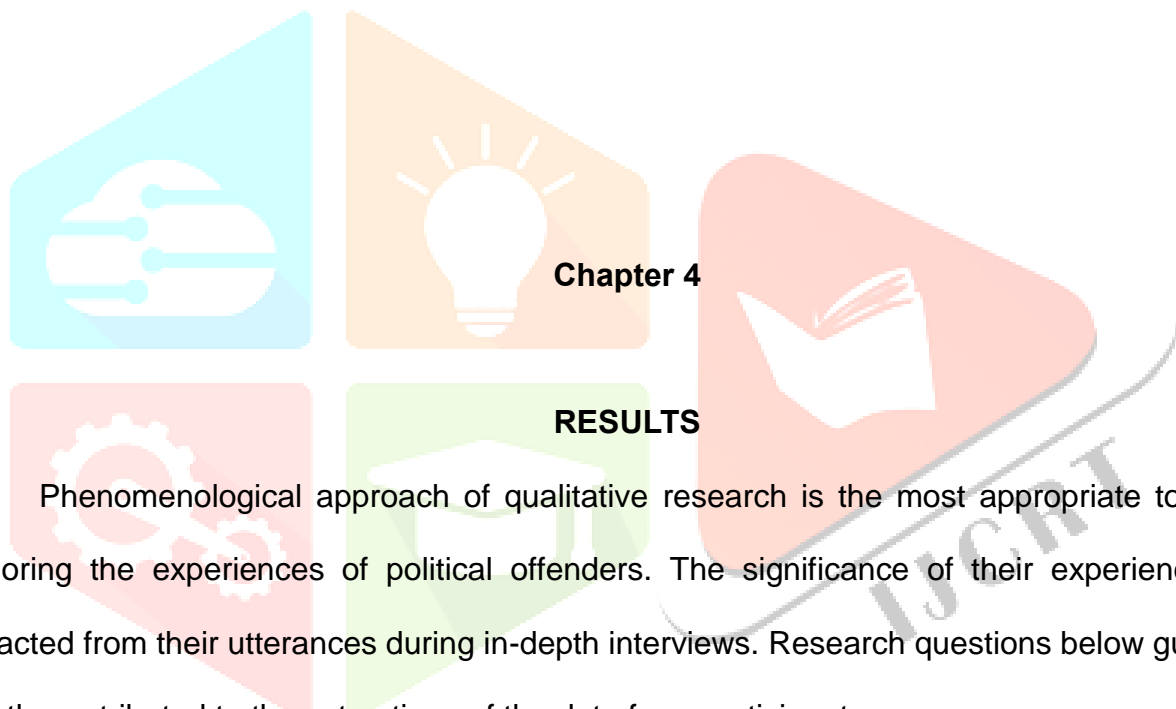 Chapter 4
RESULTS
Phenomenological approach of qualitative research is the most appropriate to
oring the experiences of political offenders. The significance of their experien
acted from their utterances during in-depth interviews. Research questions below gu
IJCRT